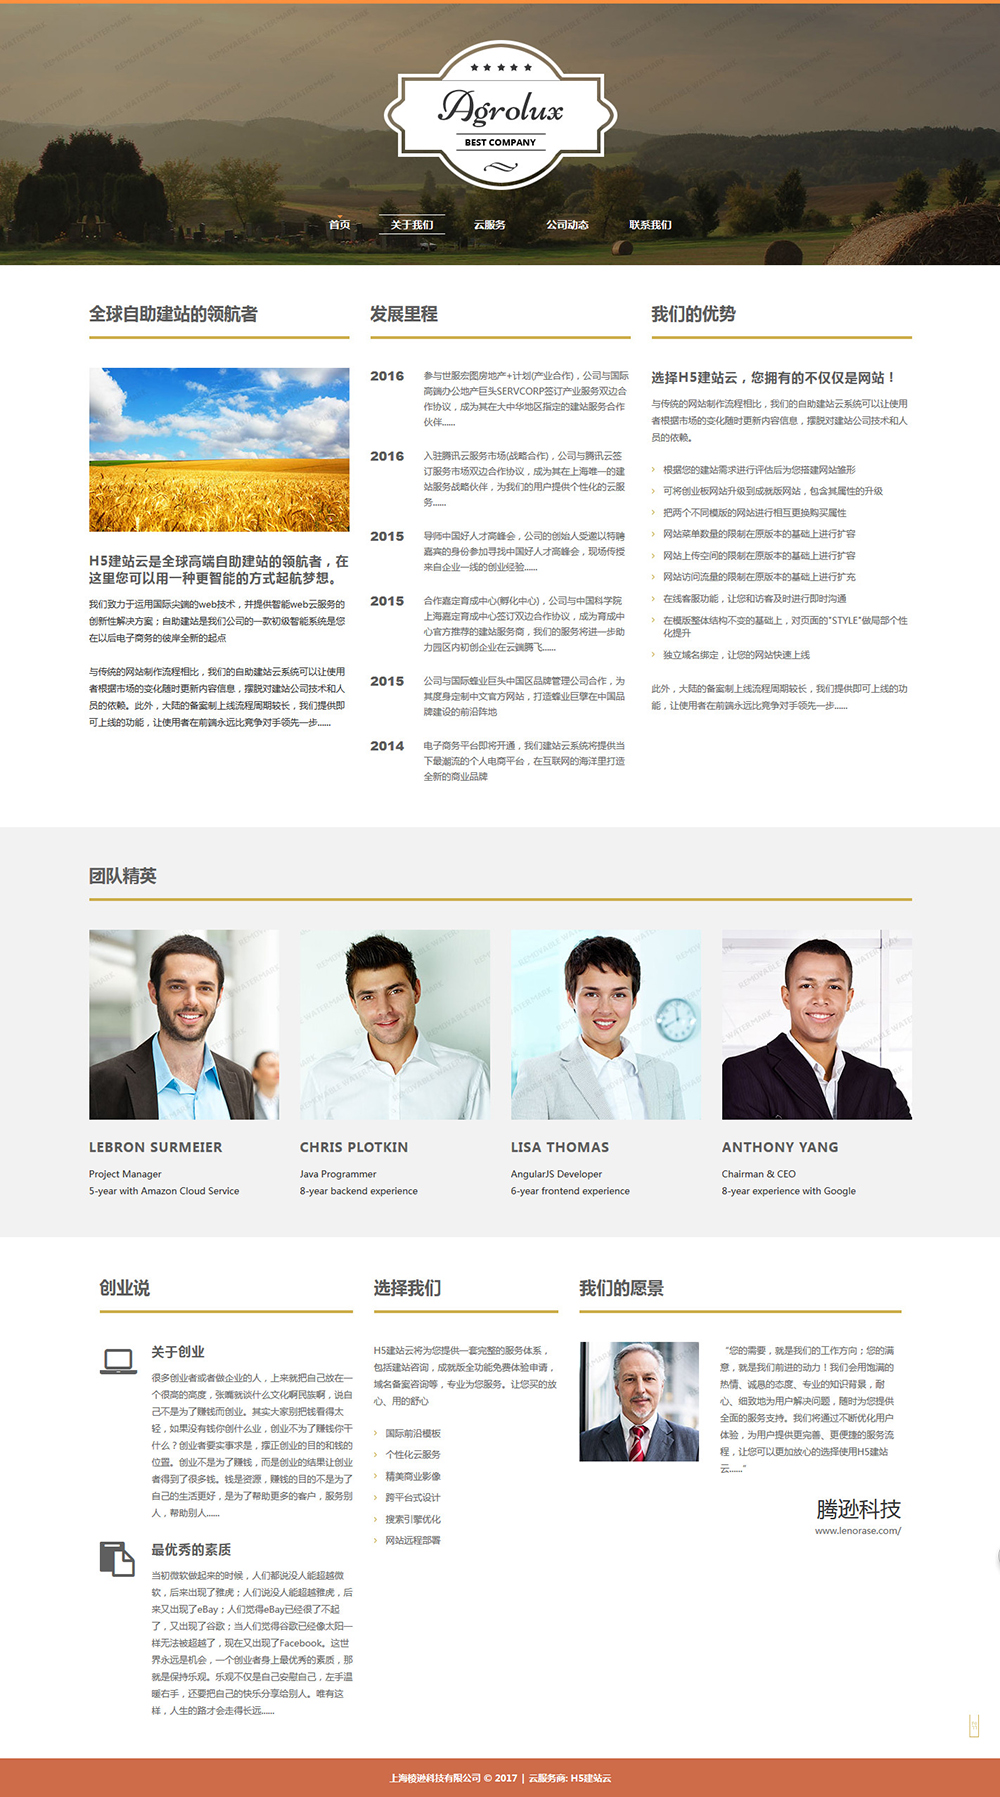 ★ ★ ★ ★ ★
Agrolux
BEST COMPANY
首页 关于我们 云服务 公司动态 联系我们
全球自助建站的领航者
H5建站云是全球高端自助建站的领航者，在
这里您可以用一种更智能的方式起航梦想。
我们致力于运用国际尖端的web技术，并提供智能web云服务的
创新性解决方案；自助建站是我们公司的一款初级智能系统是您
在以后电子商务的彼岸全新的起点
与传统的网站制作流程相比，我们的自助建站云系统可以让使用
者根据市场的变化随时更新内容信息，摆脱对建站公司技术和人
员的依赖。此外，大陆的备案制上线流程周期较长，我们提供即
可上线的功能，让使用者在前端永远比竞争对手领先一步......
发展里程
2016
参与世服宏图房地产+计划(产业合作)，公司与国际
高端办公地产巨头SERVCORP签订产业服务双边合
作协议，成为其在大中华地区指定的建站服务合作
伙伴......
2016
入驻腾讯云服务市场(战略合作)，公司与腾讯云签
订服务市场双边合作协议，成为其在上海唯一的建
站服务战略伙伴，为我们的用户提供个性化的云服
务......
2015
导师中国好人才高峰会，公司的创始人受邀以特聘
嘉宾的身份参加寻找中国好人才高峰会，现场传授
来自企业一线的创业经验......
2015
合作嘉定育成中心(孵化中心)，公司与中国科学院
上海嘉定育成中心签订双边合作协议，成为育成中
心官方推荐的建站服务商，我们的服务将进一步助
力园区内初创企业在云端腾飞......
2015
公司与国际蜂业巨头中国区品牌管理公司合作，为
其度身定制中文官方网站，打造蜂业巨擘在中国品
牌建设的前沿阵地
2014
电子商务平台即将开通，我们建站云系统将提供当
下最潮流的个人电商平台，在互联网的海洋里打造
全新的商业品牌
我们的优势
选择H5建站云，您拥有的不仅仅是网站！
与传统的网站制作流程相比，我们的自助建站云系统可以让使用
者根据市场的变化随时更新内容信息，摆脱对建站公司技术和人
员的依赖。
根据您的建站需求进行评估后为您搭建网站雏形
可将创业板网站升级到成就版网站，包含其属性的升级
把两个不同模版的网站进行相互更换购买属性
网站菜单数量的限制在原版本的基础上进行扩容
网站上传空间的限制在原版本的基础上进行扩容
网站访问流量的限制在原版本的基础上进行扩充
在线客服功能，让您和访客及时进行即时沟通
在模版整体结构不变的基础上，对页面的"STYLE"做局部个性
化提升
独立域名绑定，让您的网站快速上线
此外，大陆的备案制上线流程周期较长，我们提供即可上线的功
能，让使用者在前端永远比竞争对手领先一步......
团队精英
LEBRON SURMEIER
Project Manager
5-year with Amazon Cloud Service
CHRIS PLOTKIN
Java Programmer
8-year backend experience
LISA THOMAS
AngularJS Developer
6-year frontend experience
ANTHONY YANG
Chairman & CEO
8-year experience with Google
创业说
关于创业
很多创业者或者做企业的人，上来就把自己放在一
个很高的高度，张嘴就谈什么文化啊民族啊，说自
己不是为了赚钱而创业。其实大家别把钱看得太
轻，如果没有钱你创什么业，创业不为了赚钱你干
什么？创业者要实事求是，摆正创业的目的和钱的
位置。创业不是为了赚钱，而是创业的结果让创业
者得到了很多钱。钱是资源，赚钱的目的不是为了
自己的生活更好，是为了帮助更多的客户，服务别
人，帮助别人......
最优秀的素质
当初微软做起来的时候，人们都说没人能超越微
软，后来出现了雅虎；人们说没人能超越雅虎，后
来又出现了eBay；人们觉得eBay已经很了不起
了，又出现了谷歌；当人们觉得谷歌已经像太阳一
样无法被超越了，现在又出现了Facebook。这世
界永远是机会，一个创业者身上最优秀的素质，那
就是保持乐观。乐观不仅是自己安慰自己，左手温
暖右手，还要把自己的快乐分享给别人。唯有这
样，人生的路才会走得长远......
选择我们
H5建站云将为您提供一套完整的服务体系，
包括建站咨询，成就版全功能免费体验申请，
域名备案咨询等，专业为您服务。让您买的放
心、用的舒心
国际前沿模板
个性化云服务
精美商业影像
跨平台式设计
搜索引擎优化
网站远程部署
我们的愿景
"您的需要，就是我们的工作方向；您的满
意，就是我们前进的动力！我们会用饱满的
热情、诚恳的态度、专业的知识背景，耐
心、细致地为用户解决问题，随时为您提供
全面的服务支持。我们将通过不断优化用户
体验，为用户提供更完善、更便捷的服务流
程，让您可以更加放心的选择使用H5建站
云......"
腾逊科技
www.lenorase.com/
上海棱逊科技有限公司 © 2017 | 云服务商: H5建站云